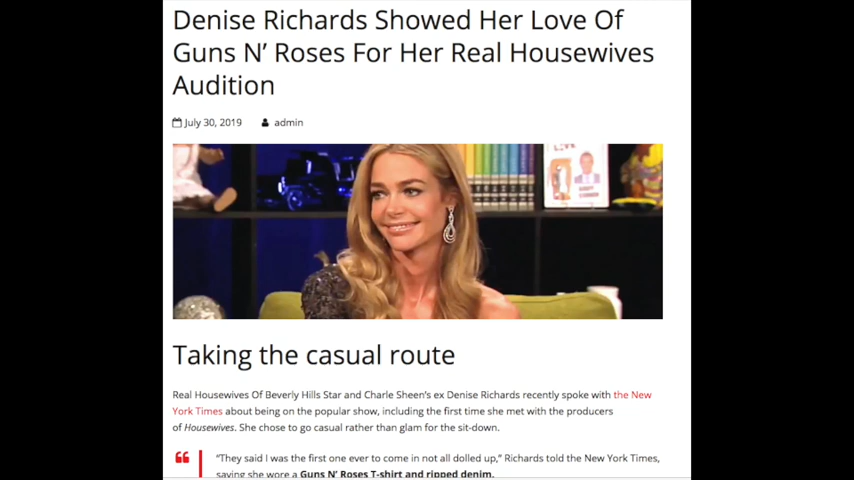 Denise Richards Showed Her Love Of
Guns N’ Roses For Her Real Housewives
Audition
July 30, 2019 admin
Taking the casual route
Real Housewives Of Beverly Hills Star and Charle Sheen’s ex Denise Richards recently spoke with the New
York Times about being on the popular show, including the first time she met with the producers
of Housewives. She chose to go casual rather than glam for the sit-down.
“They said I was the first one ever to come in not all dolled up,” Richards told the New York Times,
saying she wore a Guns N’ Roses T-shirt and ripped denim.